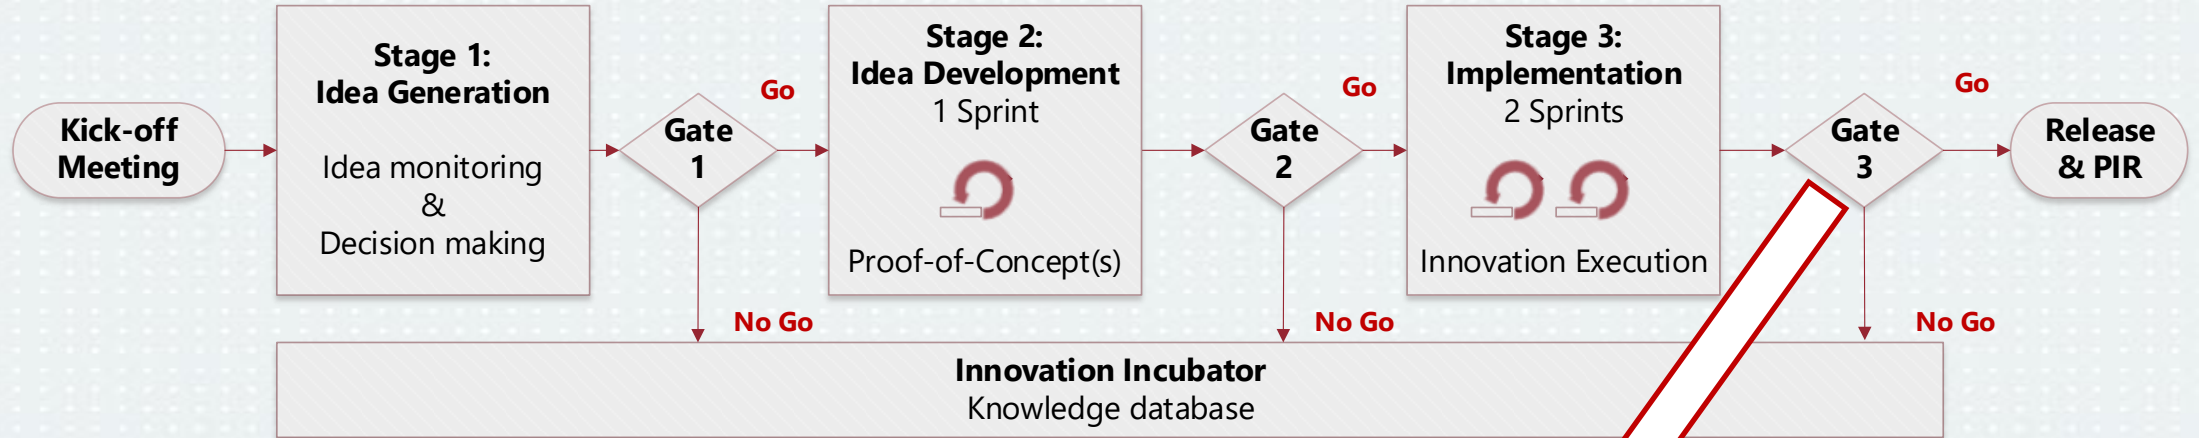 Kick-off
Meeting
Stage 1:
Idea Generation
Idea monitoring
&
Decision making
Gate
1
Go
No Go
Stage 2:
Idea Development
1 Sprint
Proof-of-Concept(s)
Gate
2
Go
No Go
Stage 3:
Implementation
2 Sprints
Innovation Execution
Gate
3
Go
No Go
Release
& PIR
Innovation Incubator
Knowledge database